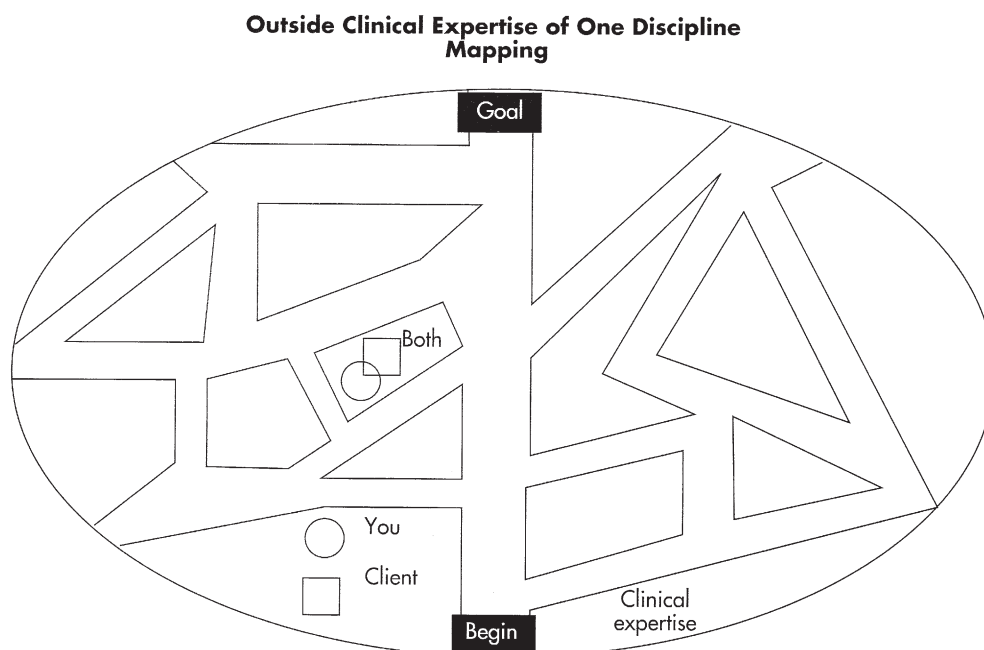 Outside Clinical Expertise of One Discipline
Mapping
Goal
Both
You
Client
Clinical
expertise
Begin